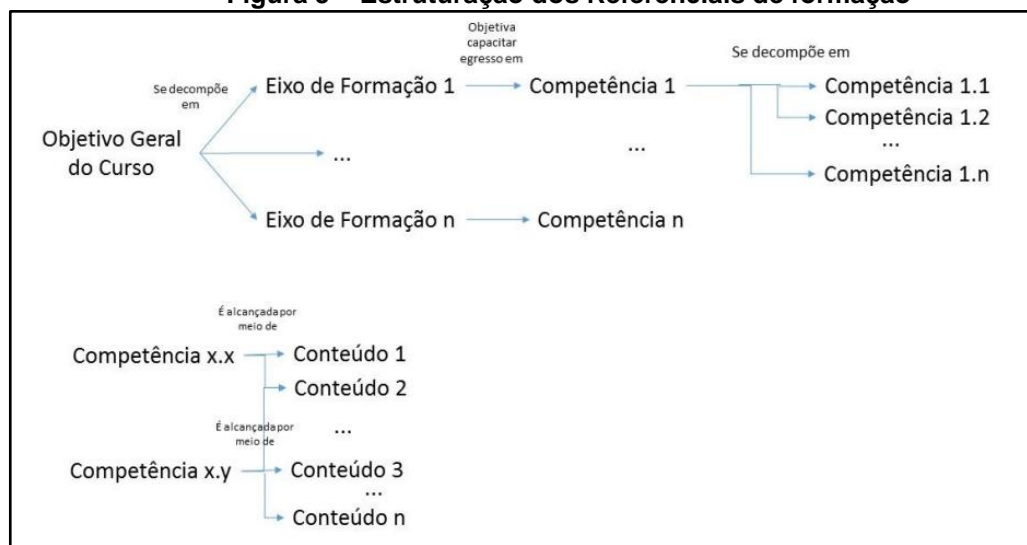 Figura 3 – Estruturação dos Referenciais de formação
Objetiva
capacitar
egresso em
Se decompõe em
Se decompõe
em
Eixo de Formação 1
Competência 1
Competência 1.1
Competência 1.2
Objetivo Geral
do Curso
...
...
...
Competência 1.n
Eixo de Formação n
Competência n
É alcançada por
meio de
Competência x.x
Conteúdo 1
Conteúdo 2
É alcançada por
meio de
...
Competência x.y
Conteúdo 3
...
Conteúdo n